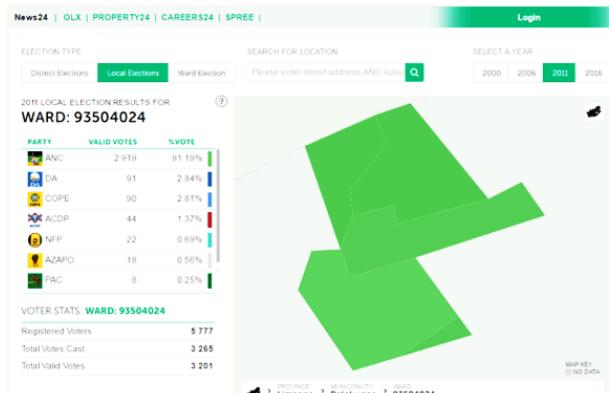 News24 | OLX | PROPERTY24 | CAREERS24 | SPREE |
Login
ELECTION TYPE
District Elections Local Elections Ward Election
SEARCH FOR LOCATION
Please enter street address AND subu
SELECT A YEAR
2000 2006 2011 2016
2011 LOCAL ELECTION RESULTS FOR ?
WARD: 93504024
PARTY VALID VOTES %VOTE
ANC 2 919 91.19%
DA 91 2.84%
COPE 90 2.81%
ACDP 44 1.37%
NFP 22 0.69%
AZAPO 18 0.56%
PAC 8 0.25%
VOTER STATS: WARD: 93504024
Registered Voters 5 777
Total Votes Cast 3 265
Total Valid Votes 3 201
MAP KEY
NO DATA
PROVINCE MUNICIPALITY WARD
Limpopo Polokwane 93504024